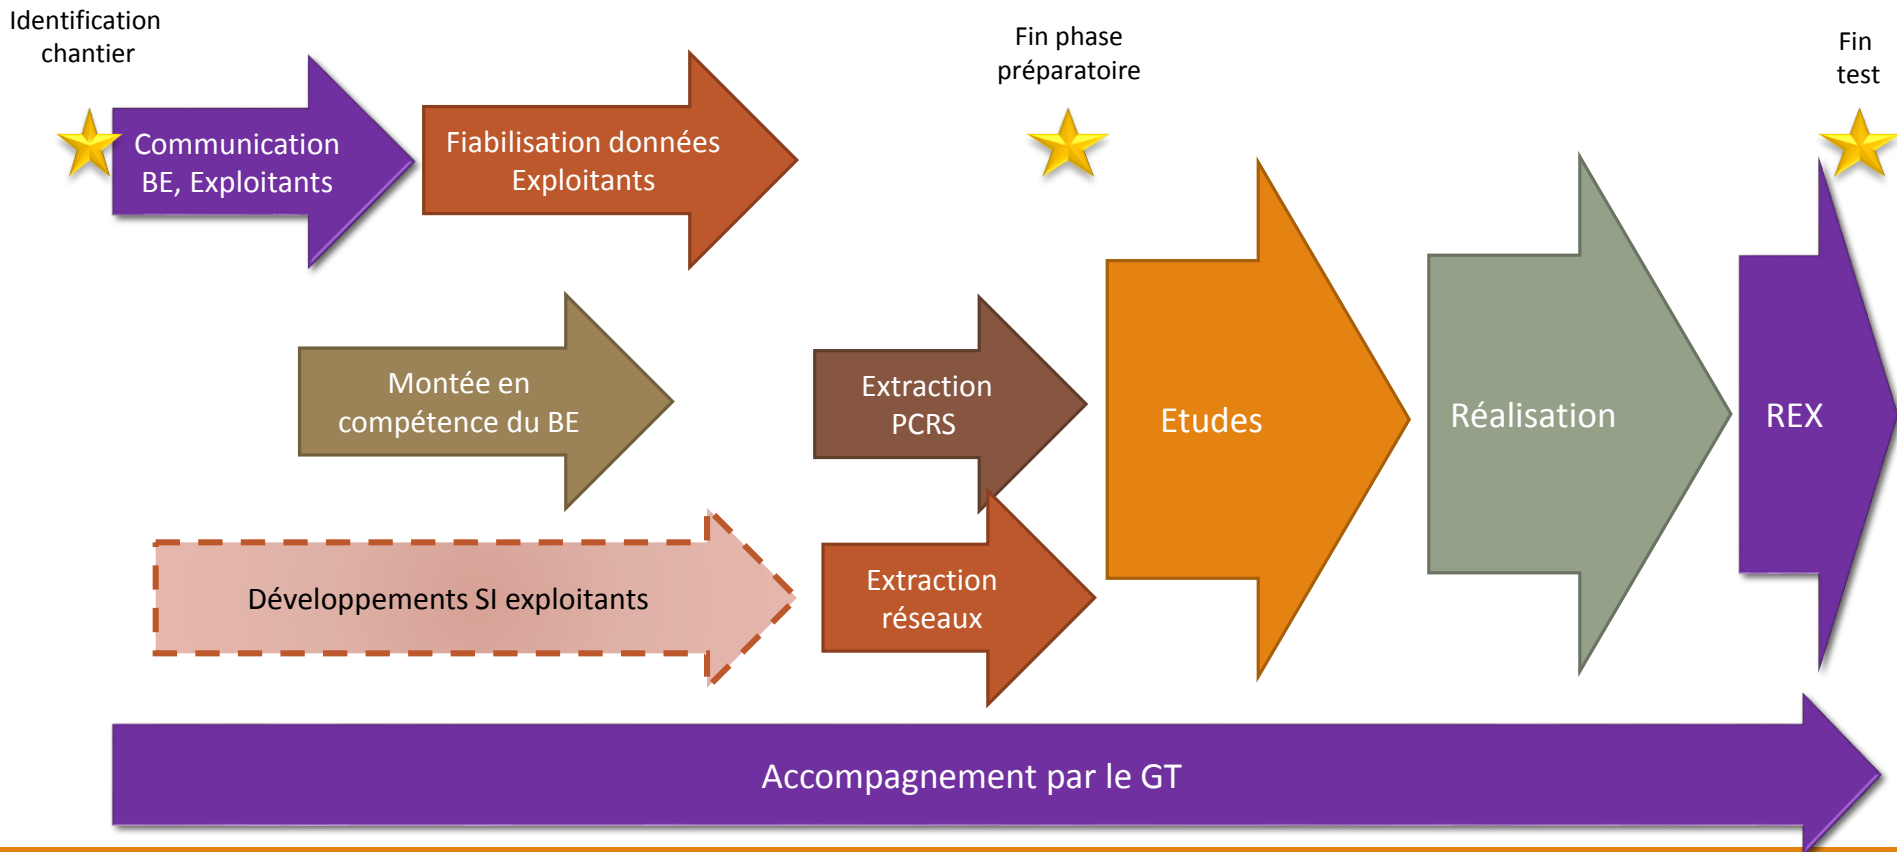 Identification
chantier
Fin phase
préparatoire
Fin
test
Communication
BE, Exploitants
Fiabilisation données
Exploitants
Montée en
compétence du BE
Extraction
PCRS
Etudes
Réalisation
REX
Développements SI exploitants
Extraction
réseaux
Accompagnement par le GT